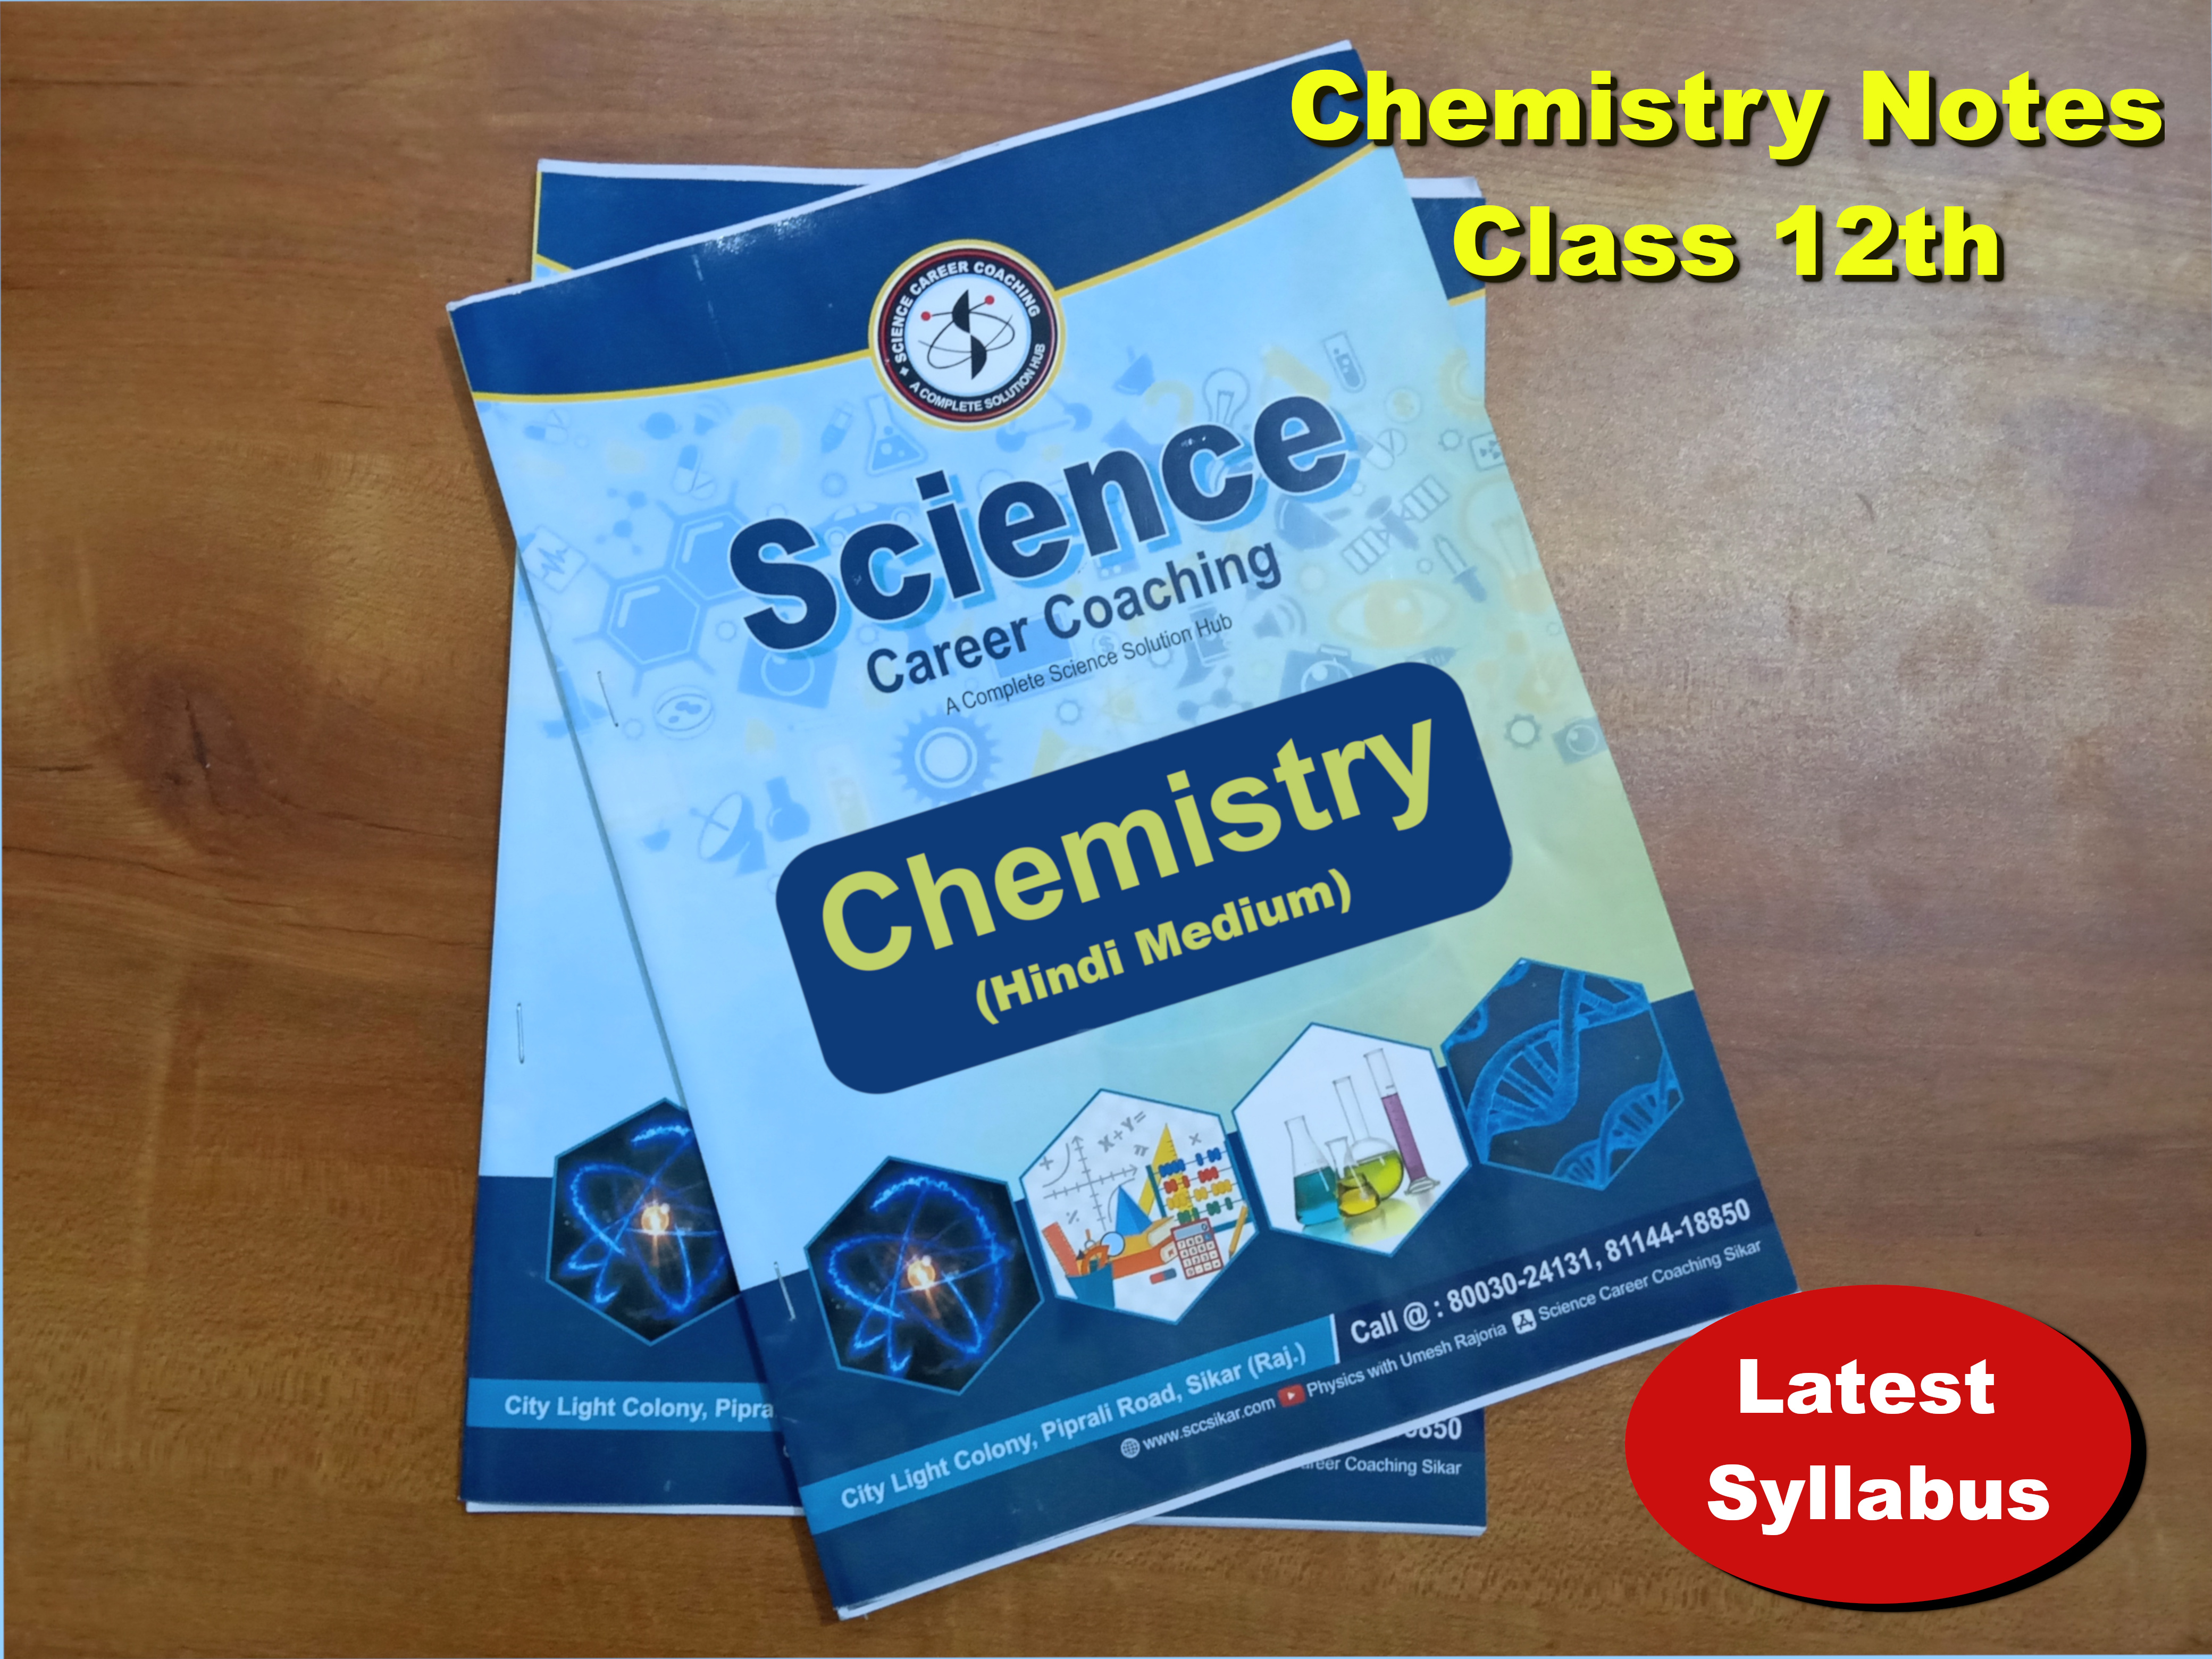 Chemistry Notes
Class 12th
SCIENCE CAREER COACHING
A COMPLETE SOLUTION HUB
Science
Career Coaching
A Complete Science Solution Hub
Chemistry
(Hindi Medium)
X+Y=
City Light Colony, Piprali Road, Sikar (Raj.)
Call @ : 80030-24131, 81144-18850
www.sccsikar.com Physics with Umesh Rajoria Science Career Coaching Sikar
City Light Colony, Pipra
850
Career Coaching Sikar
Latest
Syllabus